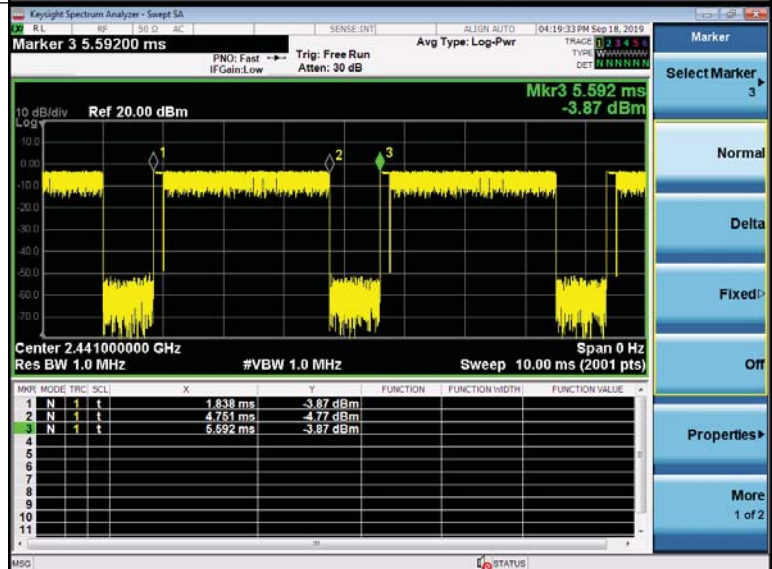 Keysight Spectrum Analyzer - Swept SA
RL RF 50 Ω AC SENSE:INT ALIGN AUTO 04:19:33 PM Sep 18, 2019
Marker 3 5.59200 ms
PNO: Fast
IFGain:Low
Trig: Free Run
Atten: 30 dB
Avg Type: Log-Pwr
TRACE 1 2 3 4 5 6
TYPE
DET N N N N N N
Marker
Select Marker
3
Normal
Delta
Fixed
Off
Properties
More
1 of 2
10 dB/div
Log
Ref 20.00 dBm
Mkr3 5.592 ms
-3.87 dBm
10.0
0.00
-10.0
-20.0
-30.0
-40.0
-50.0
-60.0
-70.0
1
2
3
Center 2.441000000 GHz
Span 0 Hz
Res BW 1.0 MHz
#VBW 1.0 MHz
Sweep 10.00 ms (2001 pts)
MKR MODE TRC SCL X Y FUNCTION FUNCTION WIDTH FUNCTION VALUE
1 N 1 t 1.838 ms -3.87 dBm
2 N 1 t 4.751 ms -4.77 dBm
3 N 1 t 5.592 ms -3.87 dBm
4
5
6
7
8
9
10
11
MSG
STATUS